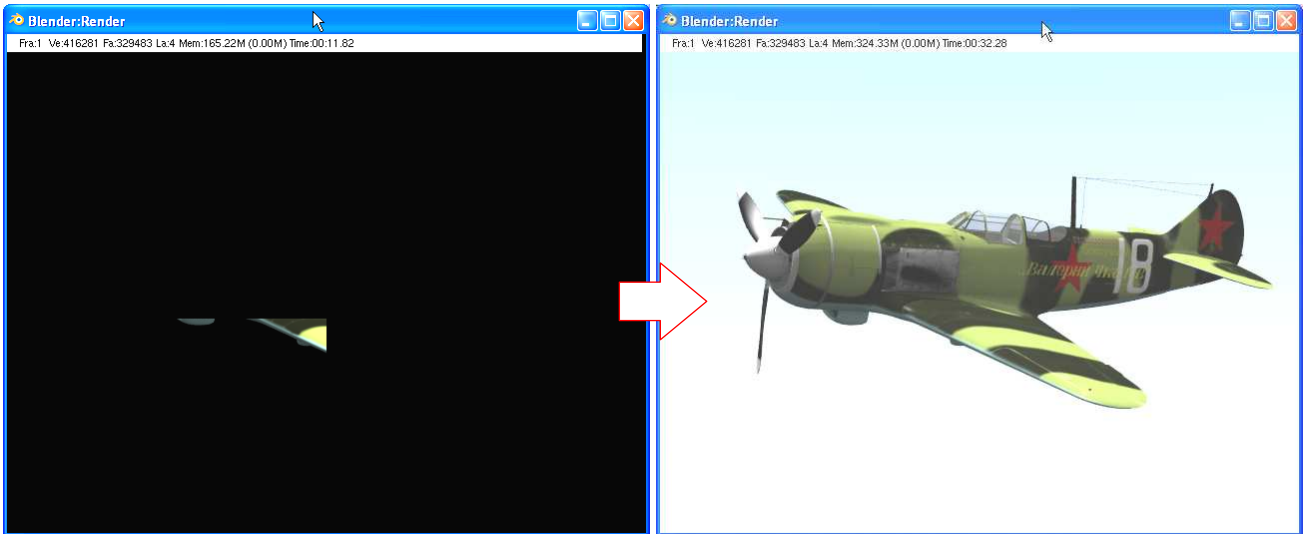 Blender:Render
Fra:1 Ve:416281 Fa:329483 La:4 Mem:165.22M (0.00M) Time:00:11.82
Blender:Render
Fra:1 Ve:416281 Fa:329483 La:4 Mem:324.33M (0.00M) Time:00:32.28
18
Валерий